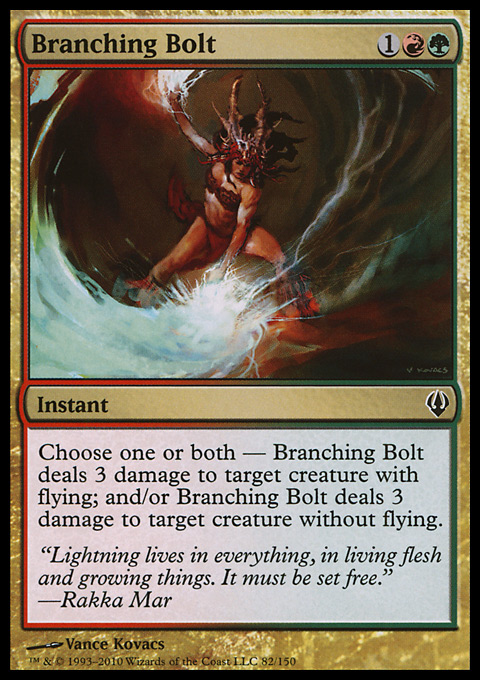 Branching Bolt
1
V KOVACS
Instant
Choose one or both — Branching Bolt
deals 3 damage to target creature with
flying; and/or Branching Bolt deals 3
damage to target creature without flying.
“Lightning lives in everything, in living flesh
and growing things. It must be set free.”
—Rakka Mar
Vance Kovacs
™ & © 1993–2010 Wizards of the Coast LLC 82/150